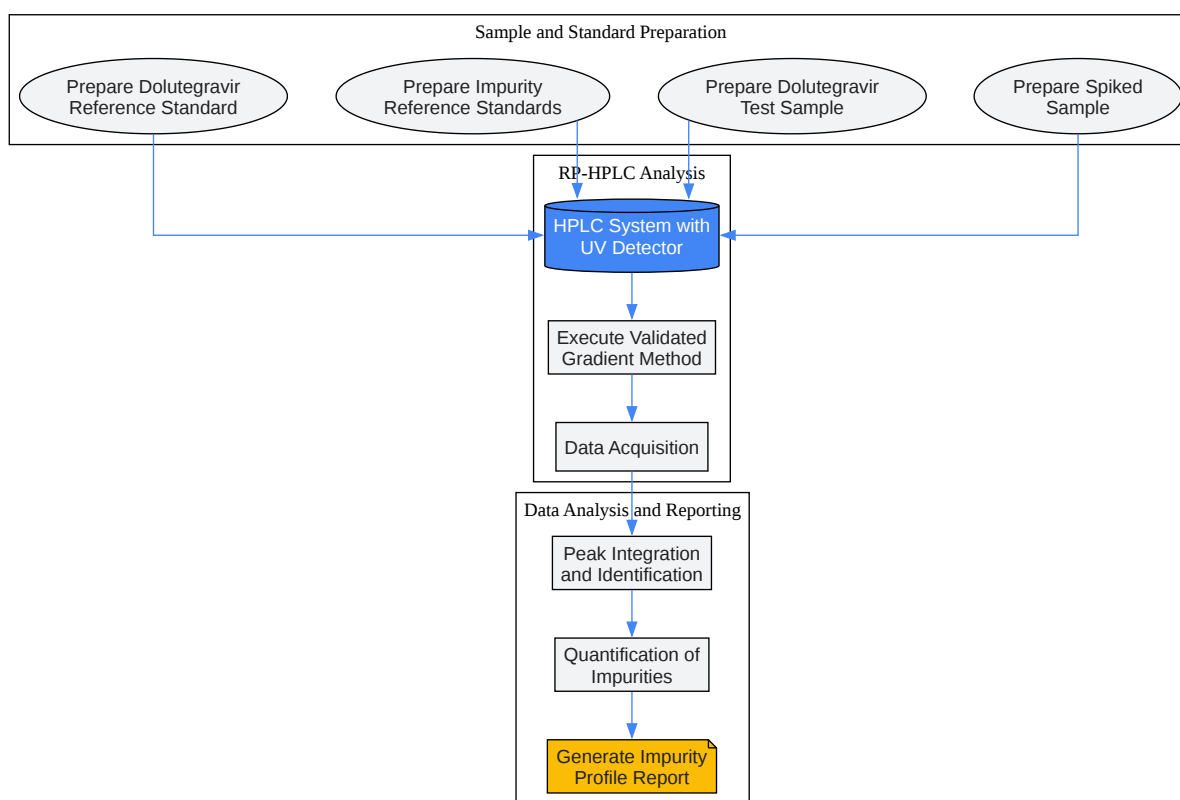 Sample and Standard Preparation
Prepare Dolutegravir
Reference Standard
Prepare Impurity
Reference Standards
Prepare Dolutegravir
Test Sample
Prepare Spiked
Sample
RP-HPLC Analysis
HPLC System with
UV Detector
Execute Validated
Gradient Method
Data Acquisition
Data Analysis and Reporting
Peak Integration
and Identification
Quantification of
Impurities
Generate Impurity
Profile Report